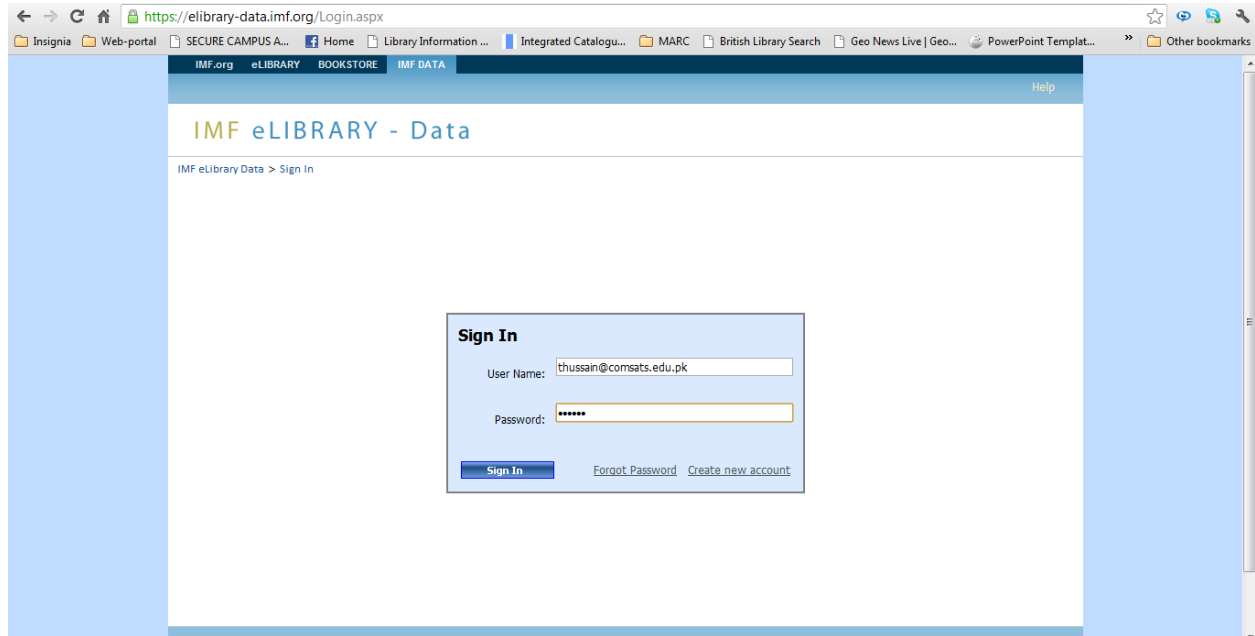 https://elibrary-data.imf.org/Login.aspx
Insignia Web-portal SECURE CAMPUS A... Home Library Information ... Integrated Catalogu... MARC British Library Search Geo News Live | Geo... PowerPoint Templat... » Other bookmarks
IMF.org eLIBRARY BOOKSTORE IMF DATA
Help
IMF eLIBRARY - Data
IMF eLibrary Data > Sign In
Sign In
User Name: thussain@comsats.edu.pk
Password: ••••••
Sign In Forgot Password Create new account